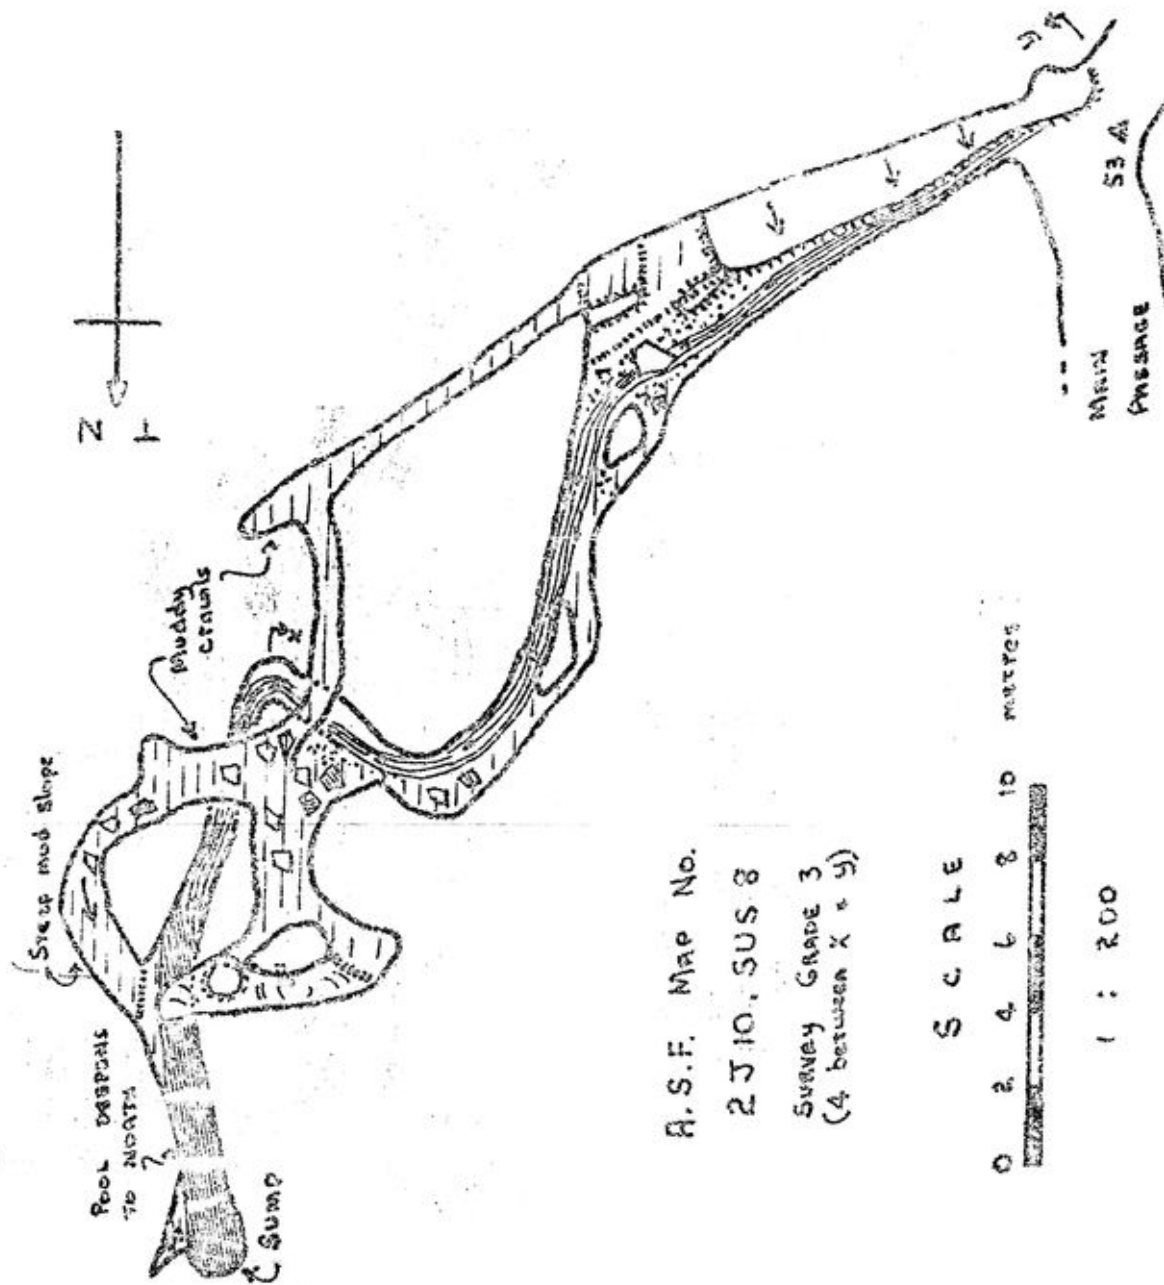 N
T
Steep mud slope
Muddy
crawls
x
Pool deepens
to north
Sump
y
53
Main
Passage
A.S.F. Map No.
2 J.10. SUS 8
Survey Grade 3
(4 between x & y)
SCALE
0 2 4 6 8 10 metres
1 : 200